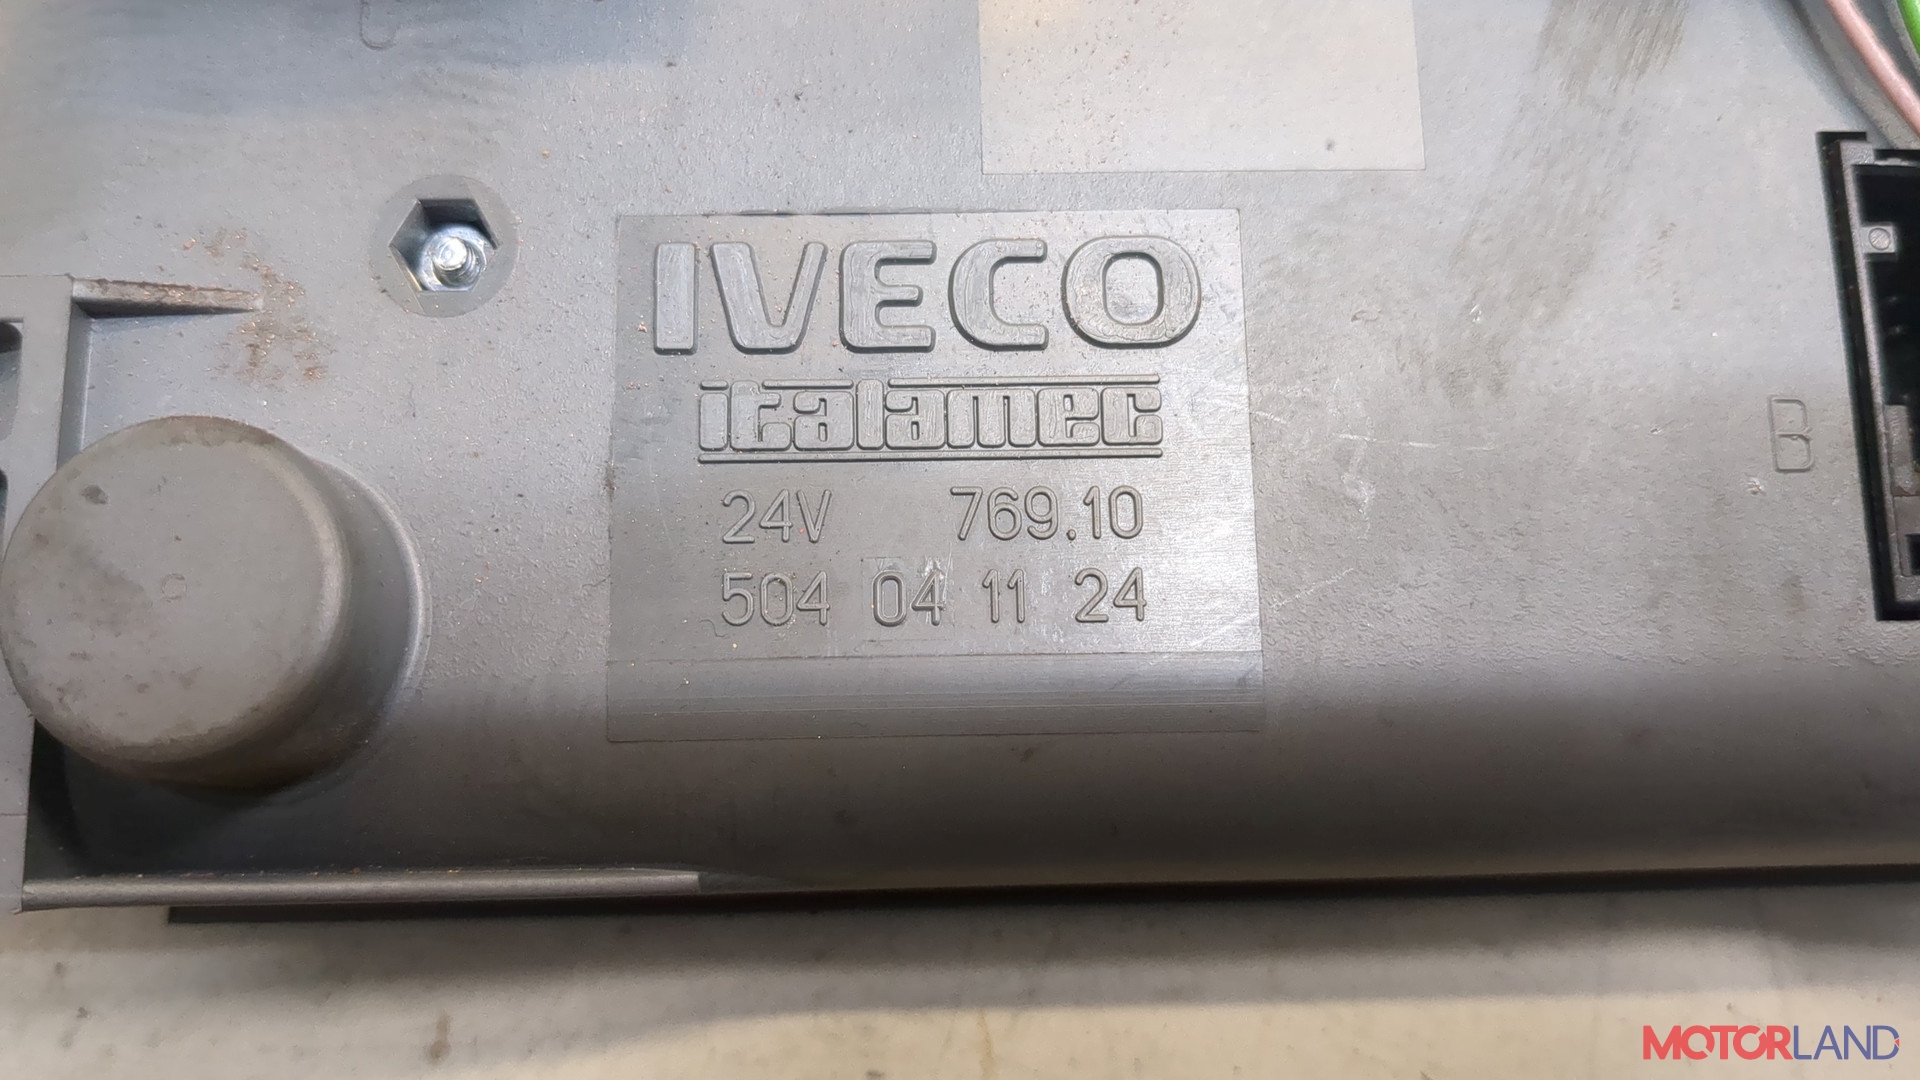 IVECO
italamec
24V 769.10
504 04 11 24
B
MOTORLAND